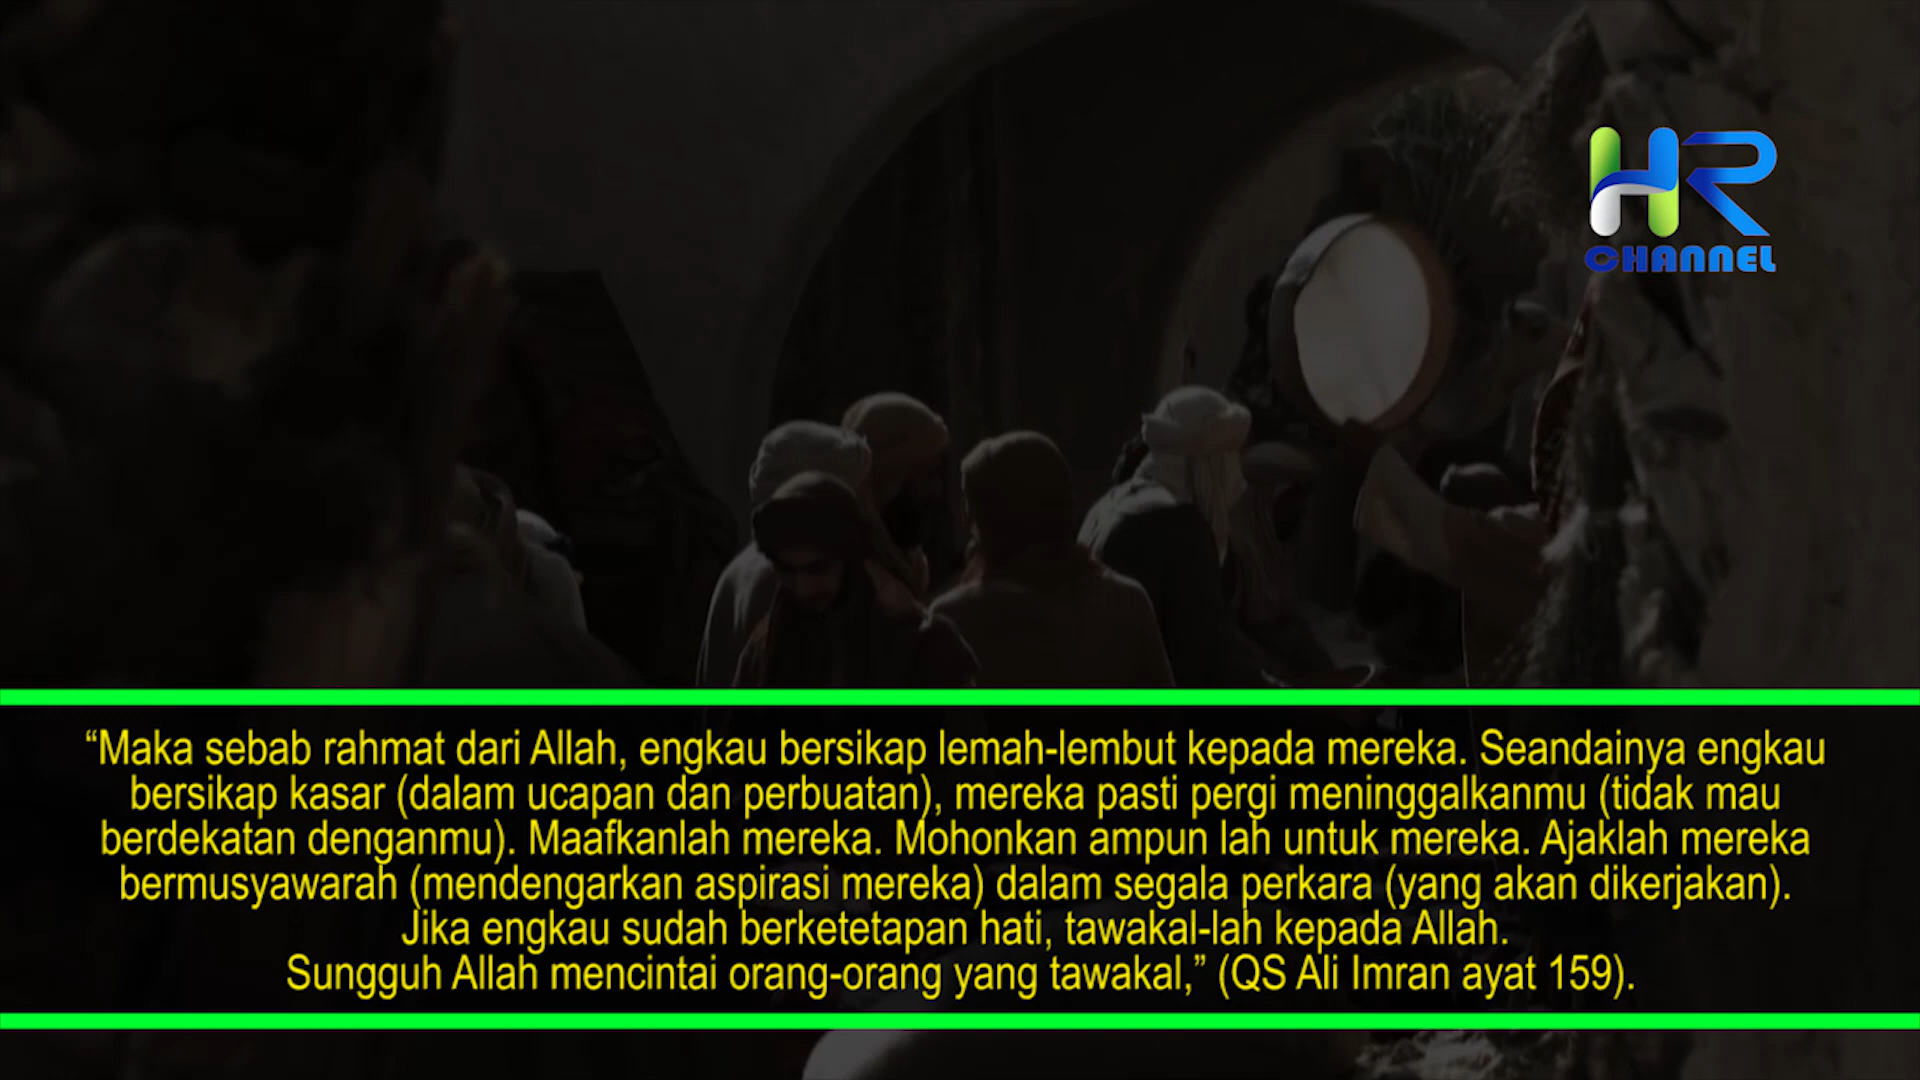 HR
CHANNEL
“Maka sebab rahmat dari Allah, engkau bersikap lemah-lembut kepada mereka. Seandainya engkau
bersikap kasar (dalam ucapan dan perbuatan), mereka pasti pergi meninggalkanmu (tidak mau
berdekatan denganmu). Maafkanlah mereka. Mohonkan ampun lah untuk mereka. Ajaklah mereka
bermusyawarah (mendengarkan aspirasi mereka) dalam segala perkara (yang akan dikerjakan).
Jika engkau sudah berketetapan hati, tawakal-lah kepada Allah.
Sungguh Allah mencintai orang-orang yang tawakal,” (QS Ali Imran ayat 159).